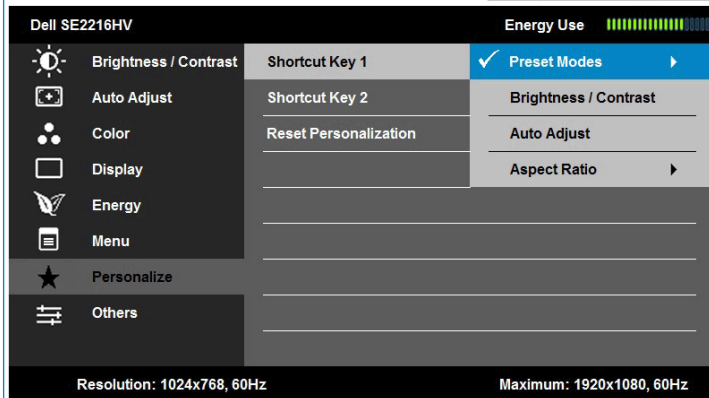 Dell SE2216HV Energy Use
Brightness / Contrast Shortcut Key 1 Preset Modes
Auto Adjust Shortcut Key 2 Brightness / Contrast
Color Reset Personalization Auto Adjust
Display Aspect Ratio
Energy
Menu
Personalize
Others
Resolution: 1024x768, 60Hz Maximum: 1920x1080, 60Hz